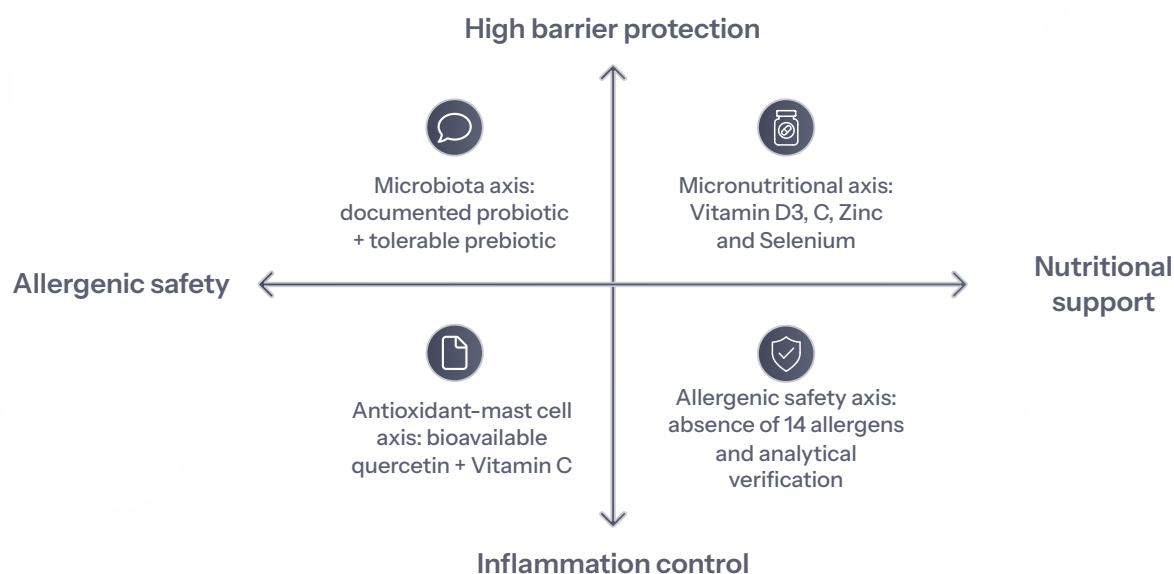 High barrier protection
Microbiota axis:
documented probiotic
+ tolerable prebiotic
Micronutritional axis:
Vitamin D3, C, Zinc
and Selenium
Allergenic safety
Nutritional
support
Antioxidant-mast cell
axis: bioavailable
quercetin + Vitamin C
Allergenic safety axis:
absence of 14 allergens
and analytical
verification
Inflammation control